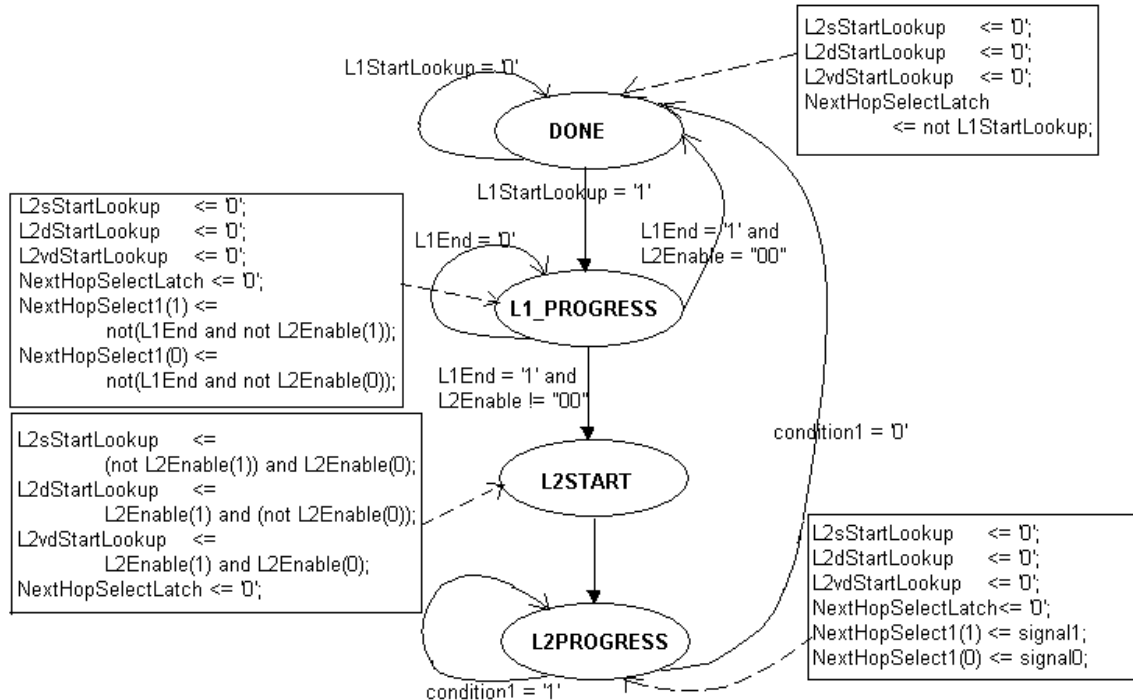 L2sStartLookup <= '0';
L2dStartLookup <= '0';
L2vdStartLookup <= '0';
NextHopSelectLatch
<= not L1StartLookup;
L1StartLookup = '0'
DONE
L1StartLookup = '1'
L2sStartLookup <= '0';
L2dStartLookup <= '0';
L2vdStartLookup <= '0';
NextHopSelectLatch <= '0';
NextHopSelect1(1) <=
not(L1End and not L2Enable(1));
NextHopSelect1(0) <=
not(L1End and not L2Enable(0));
L1End = '0'
L1End = '1' and
L2Enable = "00"
L1_PROGRESS
L1End = '1' and
L2Enable != "00"
condition1 = '0'
L2sStartLookup <=
(not L2Enable(1)) and L2Enable(0);
L2dStartLookup <=
L2Enable(1) and (not L2Enable(0));
L2vdStartLookup <=
L2Enable(1) and L2Enable(0);
NextHopSelectLatch <= '0';
L2START
L2sStartLookup <= '0';
L2dStartLookup <= '0';
L2vdStartLookup <= '0';
NextHopSelectLatch<= '0';
NextHopSelect1(1) <= signal1;
NextHopSelect1(0) <= signal0;
L2PROGRESS
condition1 = '1'